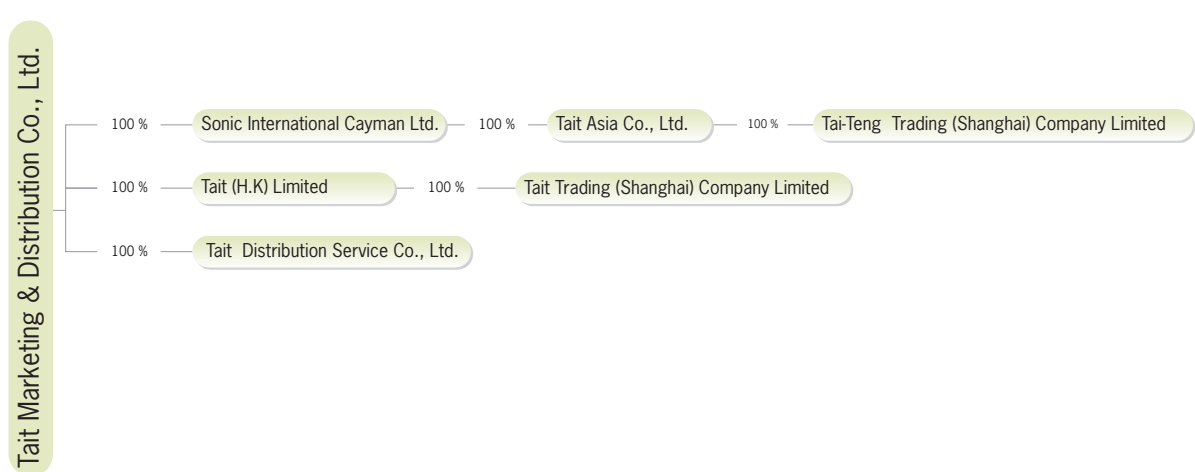 Tait Marketing & Distribution Co., Ltd.
100 % Sonic International Cayman Ltd. 100 % Tait Asia Co., Ltd. 100 % Tai-Teng Trading (Shanghai) Company Limited
100 % Tait (H.K) Limited 100 % Tait Trading (Shanghai) Company Limited
100 % Tait Distribution Service Co., Ltd.